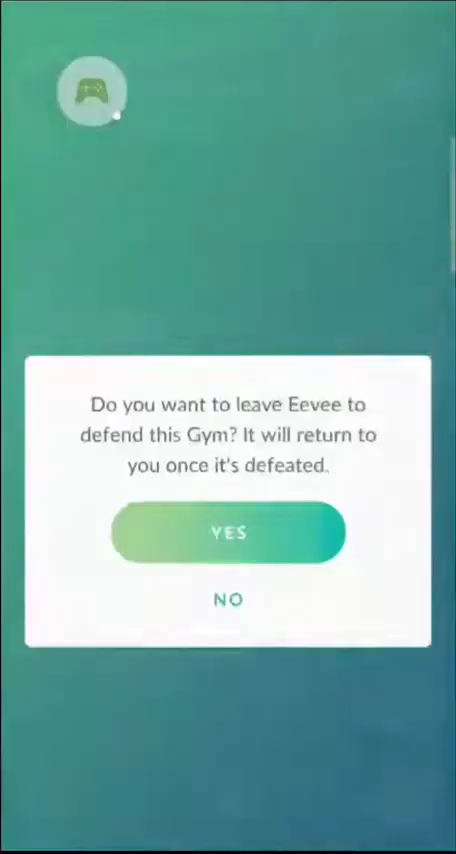 Do you want to leave Eevee to
defend this Gym? It will return to
you once it's defeated.
YES
NO